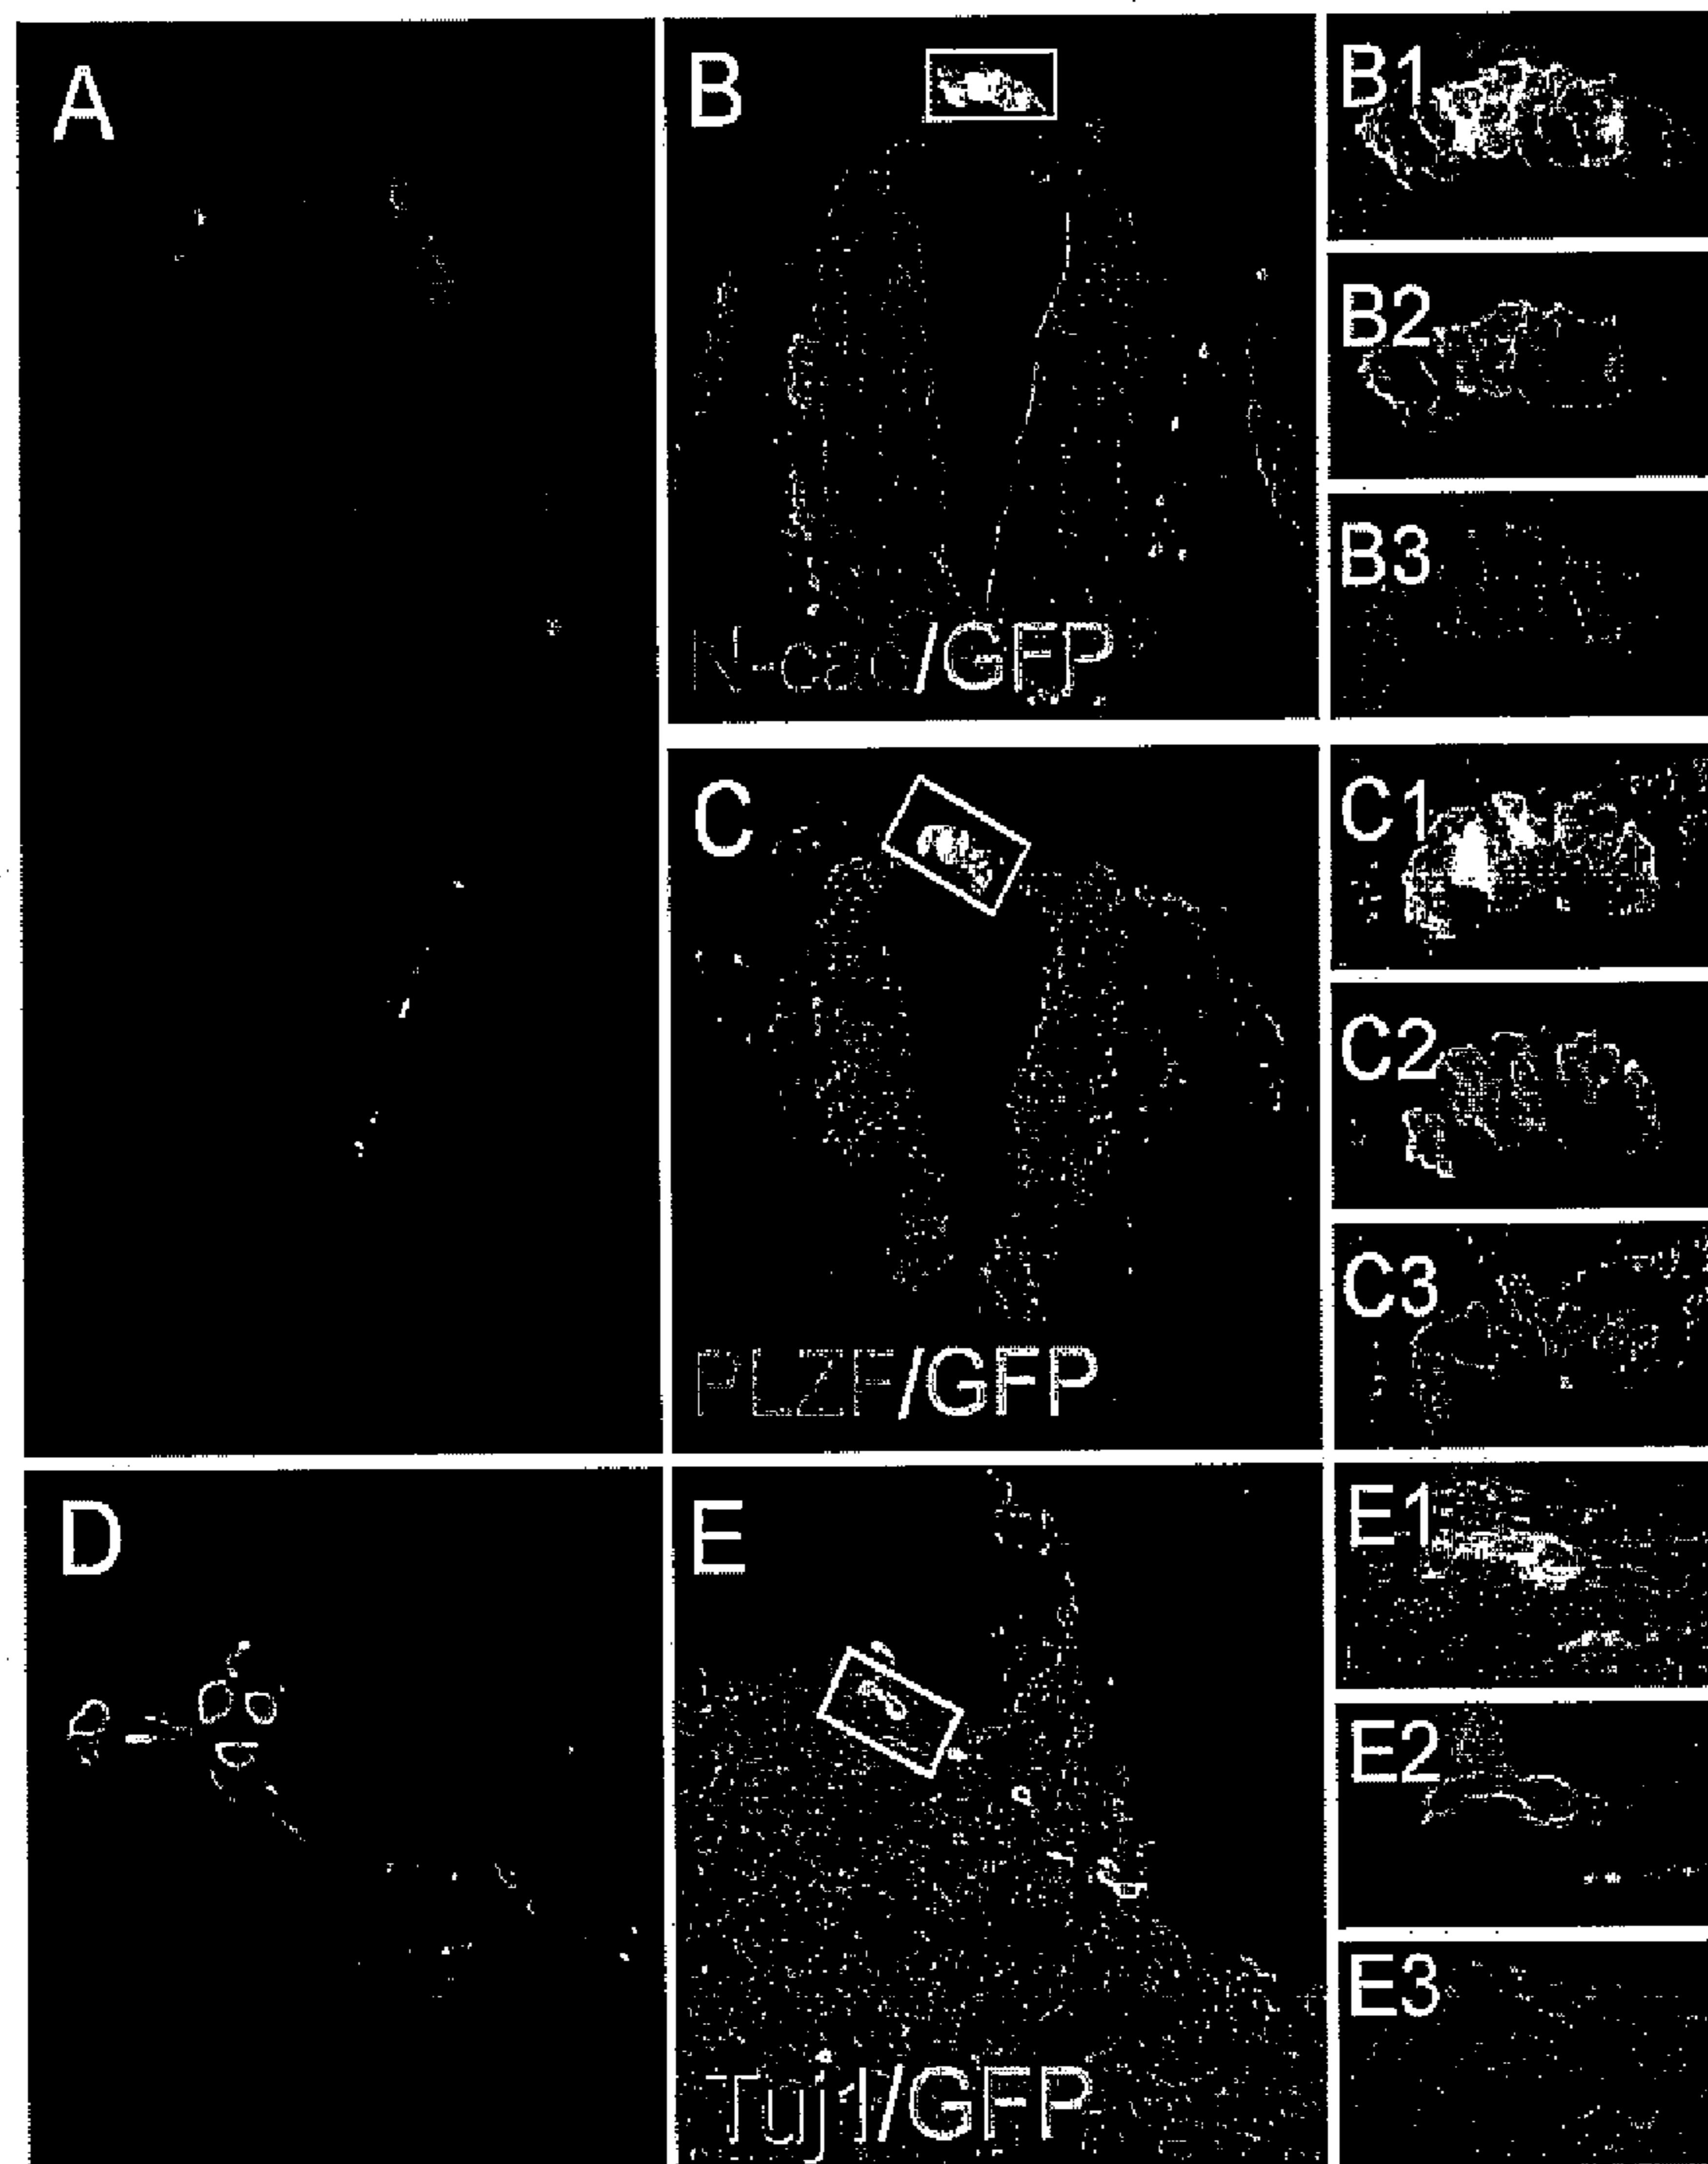 A
B
B1
B2
B3
N-cad/GFP
C
C1
C2
C3
PLZF/GFP
D
E
E1
E2
E3
Tuj1/GFP